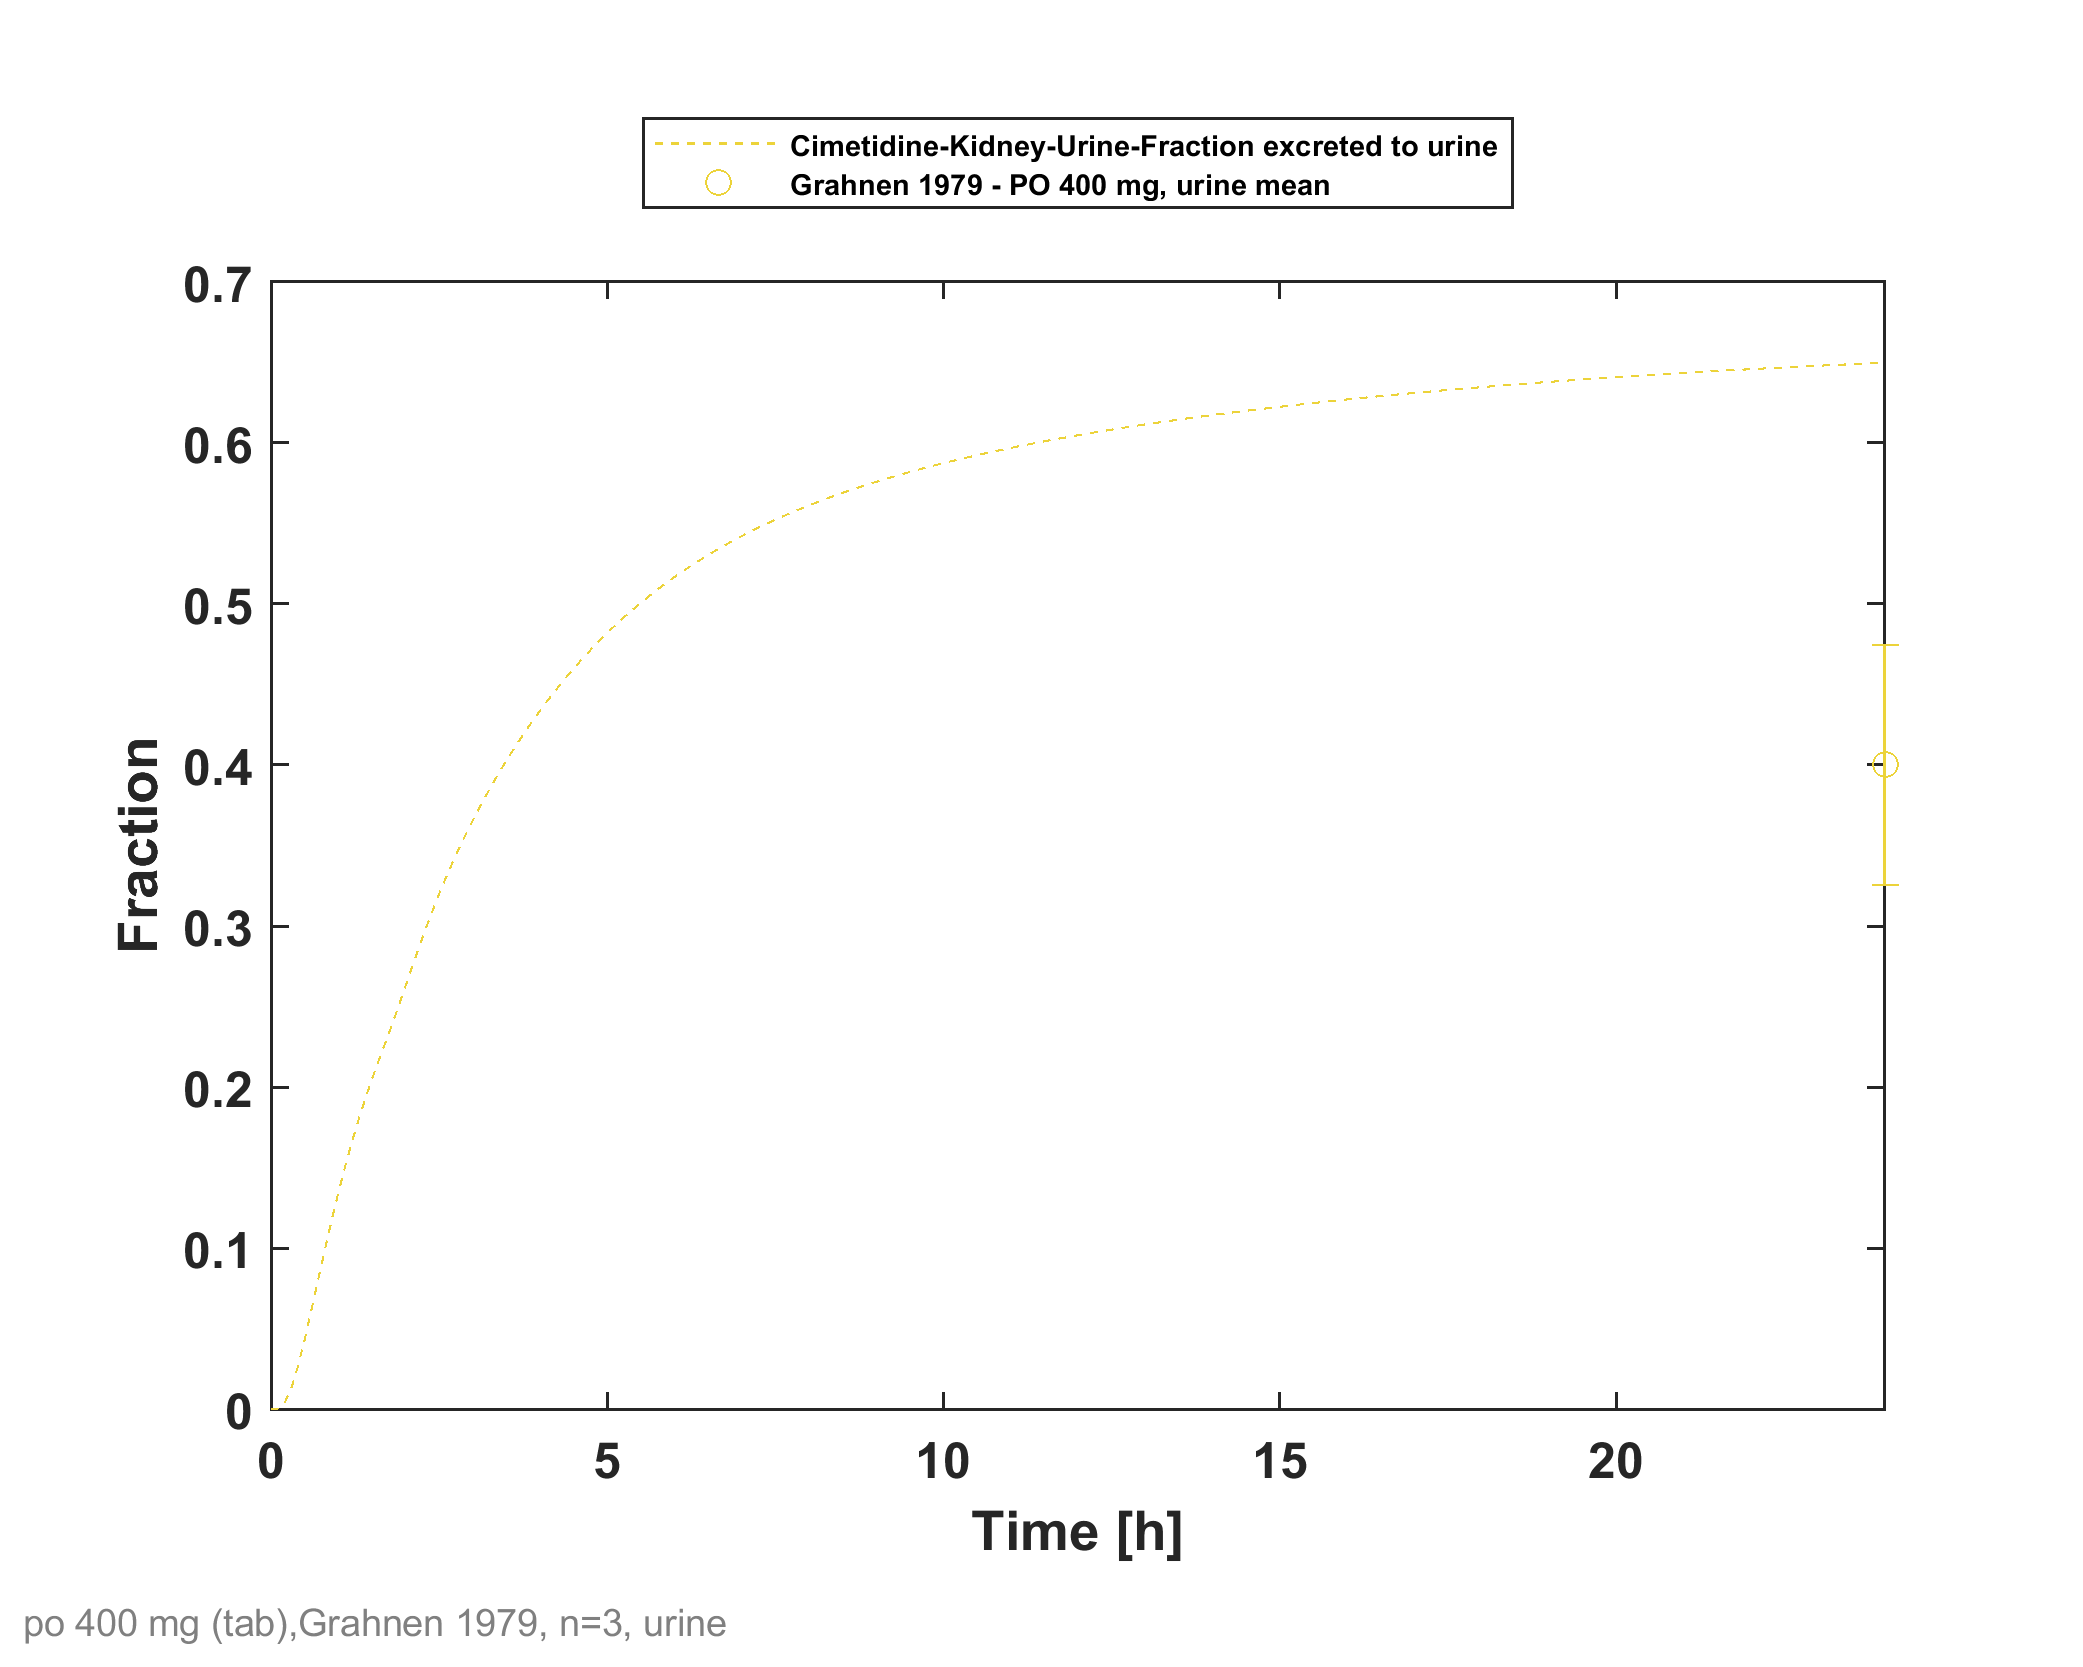 Cimetidine-Kidney-Urine-Fraction excreted to urine
Grahnen 1979 - PO 400 mg, urine mean
0.7
0.6
0.5
0.4
0.3
0.2
0.1
0
Fraction
0 5 10 15 20
Time [h]
po 400 mg (tab),Grahnen 1979, n=3, urine